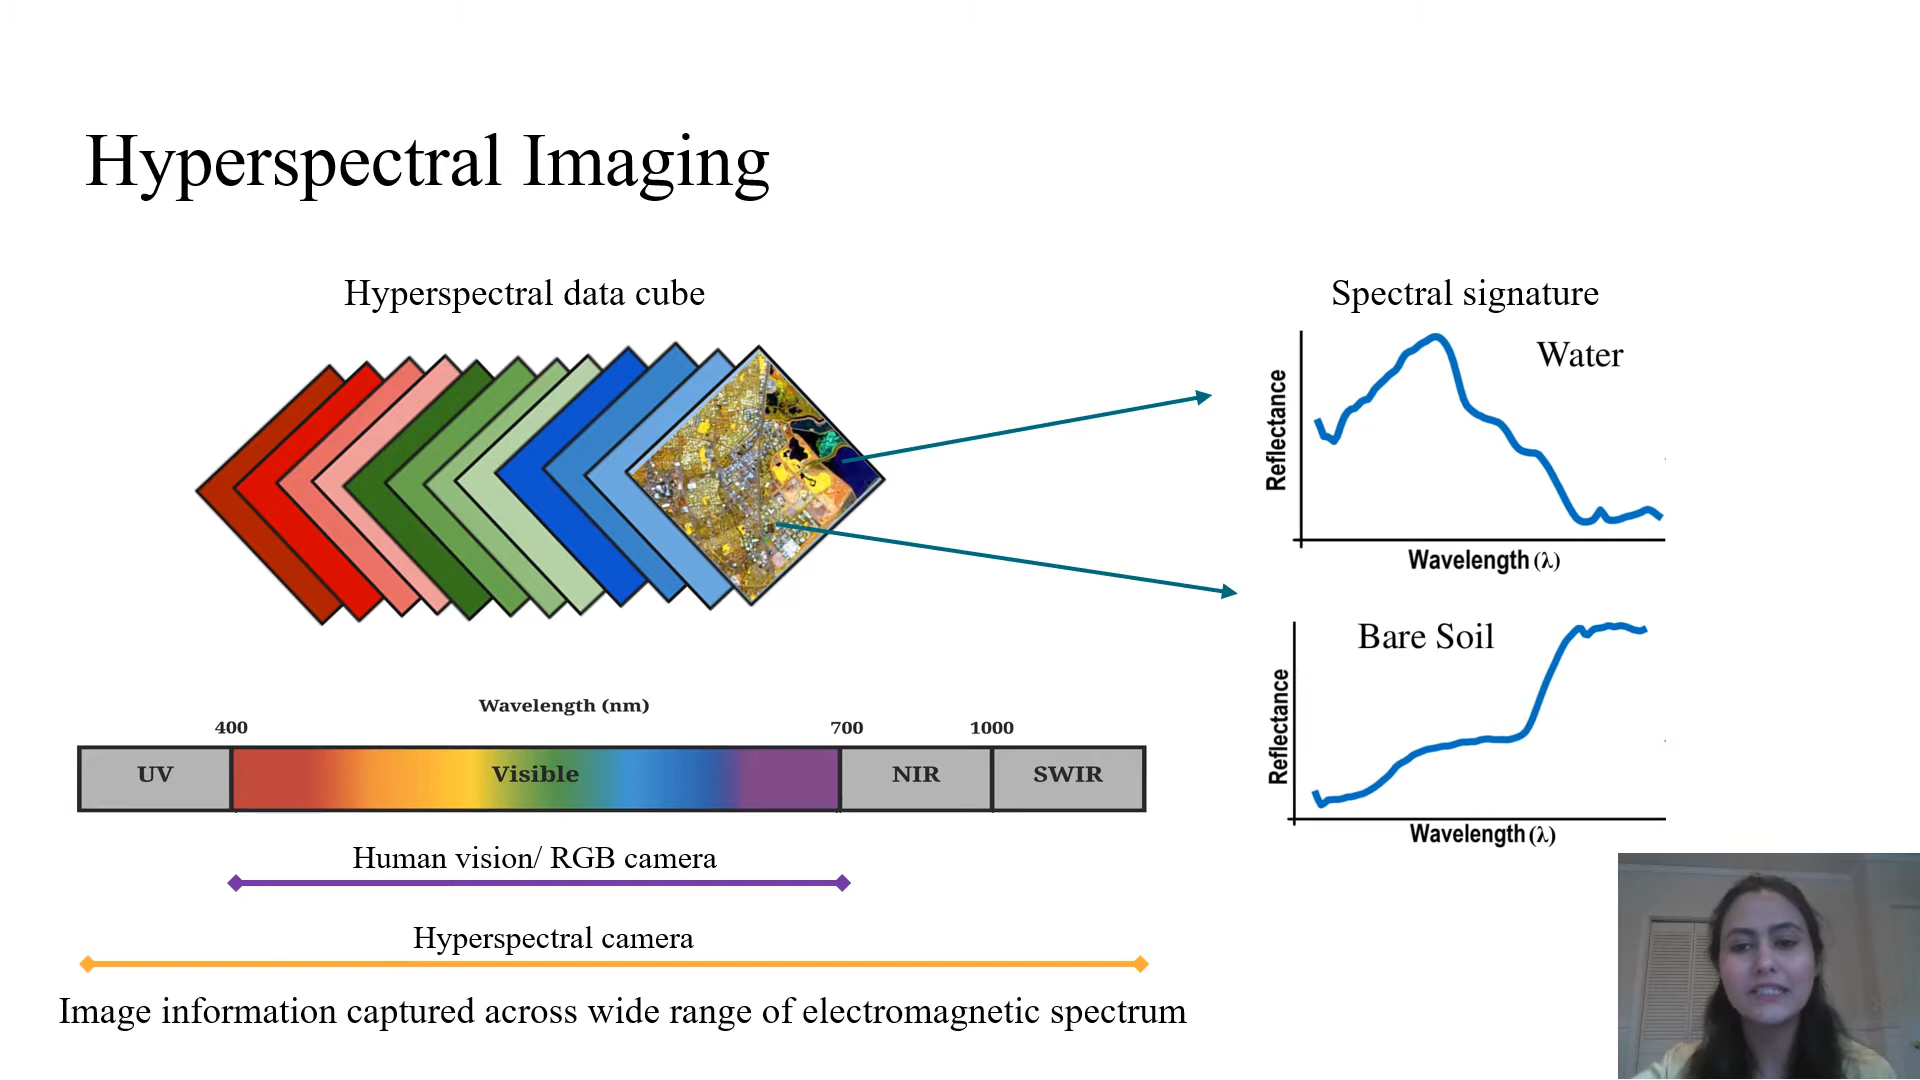 Hyperspectral Imaging
Hyperspectral data cube
Spectral signature
Water
Reflectance
Wavelength (λ)
Bare Soil
Reflectance
Wavelength (λ)
Wavelength (nm)
400 700 1000
UV Visible NIR SWIR
Human vision/ RGB camera
Hyperspectral camera
Image information captured across wide range of electromagnetic spectrum